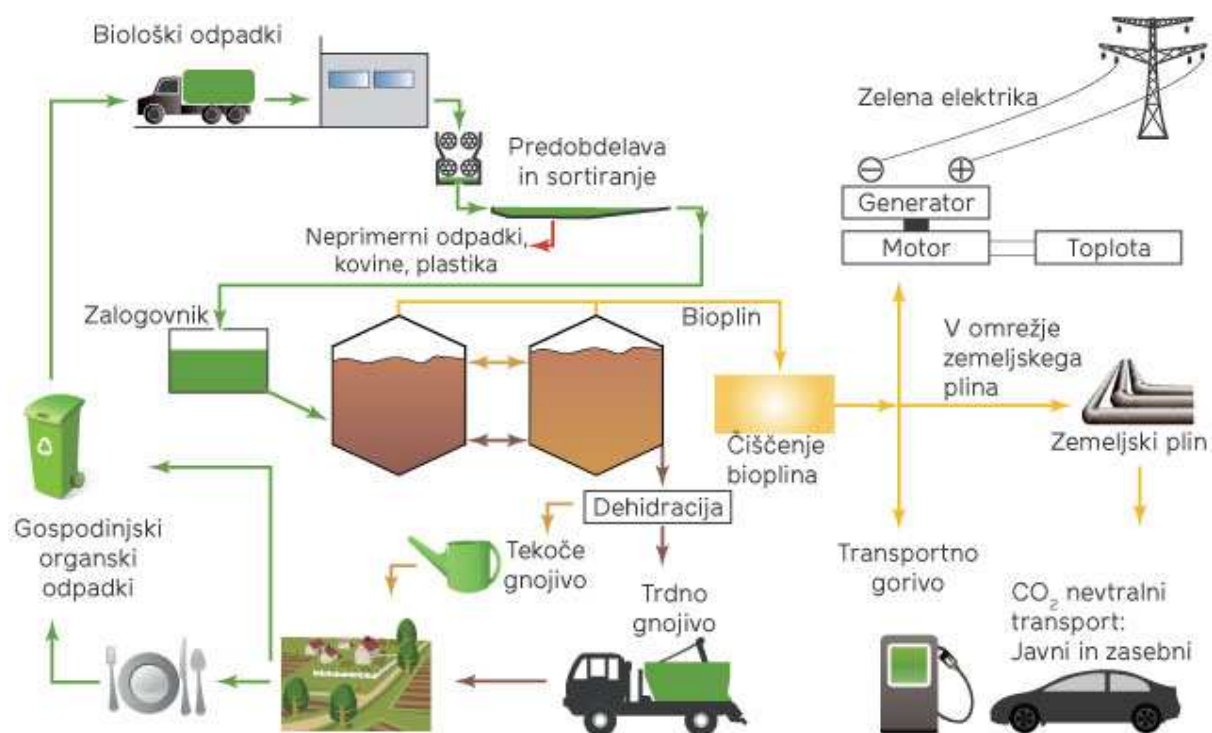 Biološki odpadki
Predobdelava
in sortiranje
Neprimerni odpadki,
kovine, plastika
Zalogovnik
Bioplin
Čiščenje
bioplina
Zelena elektrika
Generator
Motor
Toplota
V omrežje
zemeljskega
plina
Zemeljski plin
Dehidracija
Tekoče
gnojivo
Trdno
gnojivo
Gospodinjski
organski
odpadki
Transportno
gorivo
CO₂ nevtralni
transport:
Javni in zasebni